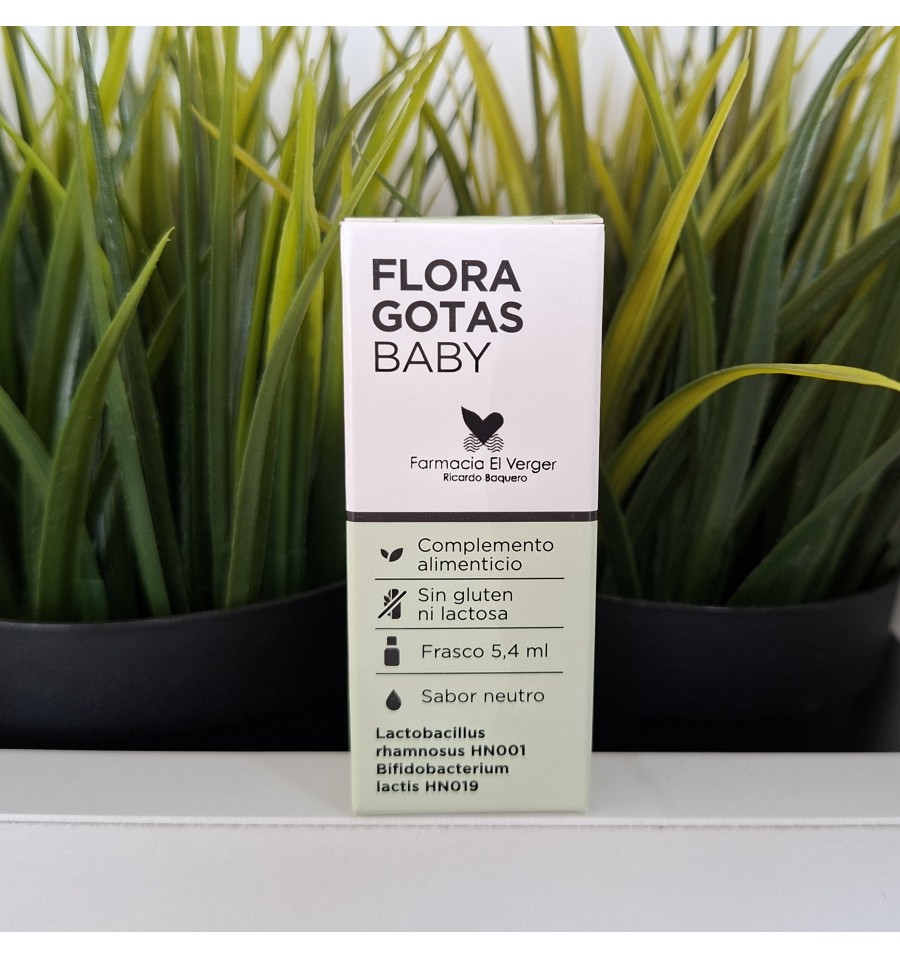 FLORA
GOTAS
BABY
Farmacia El Verger
Ricardo Baquero
Complemento
alimenticio
Sin gluten
ni lactosa
Frasco 5,4 ml
Sabor neutro
Lactobacillus
rhamnosus HN001
Bifidobacterium
lactis HN019